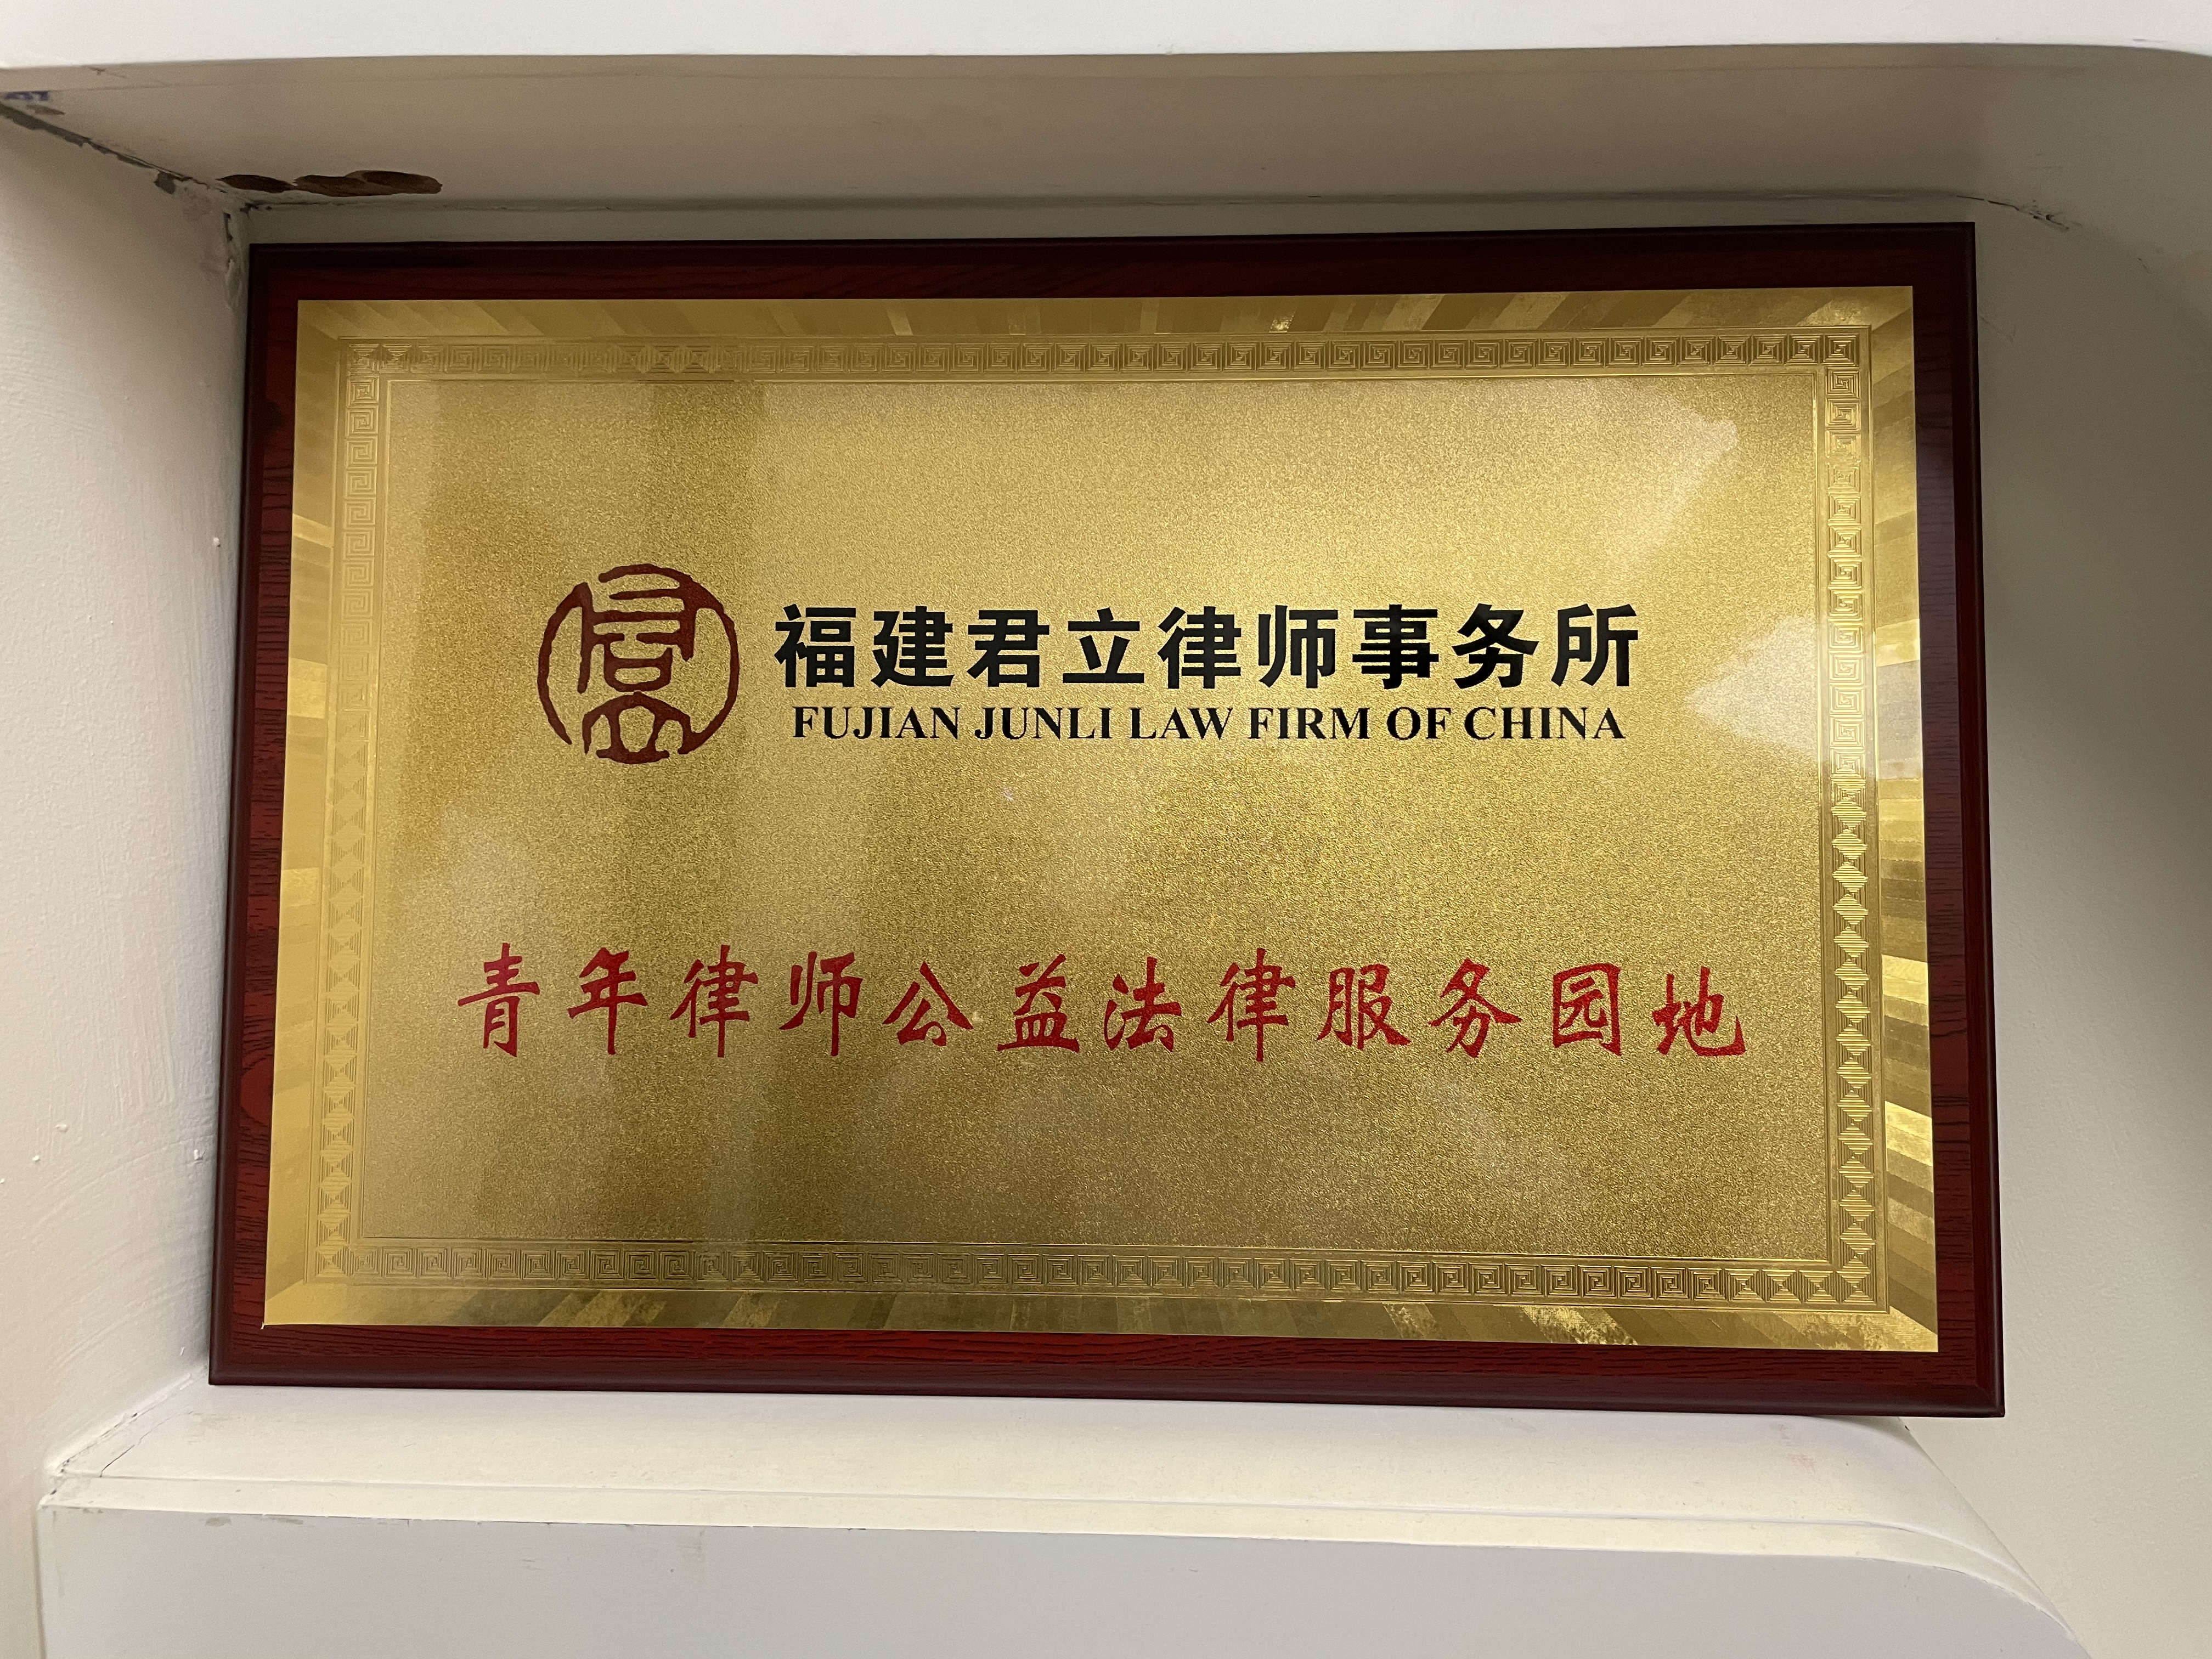 福建君立律师事务所
FUJIAN JUNLI LAW FIRM OF CHINA
青年律师公益法律服务园地